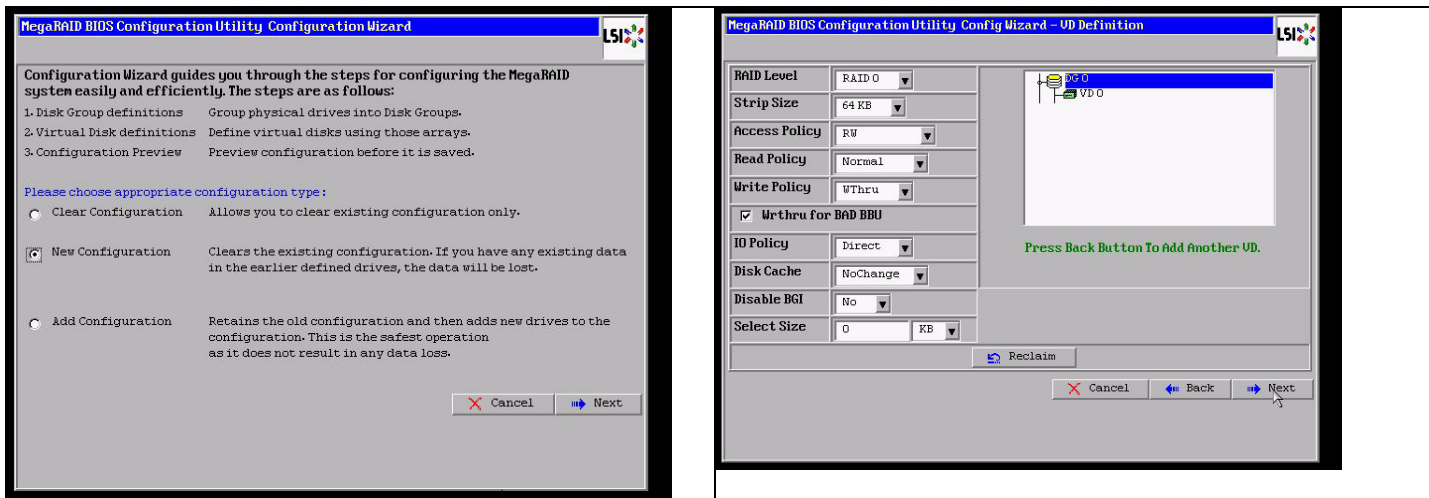 MegaRAID BIOS Configuration Utility Configuration Wizard
LSI
Configuration Wizard guides you through the steps for configuring the MegaRAID
system easily and efficiently. The steps are as follows:
1. Disk Group definitions Group physical drives into Disk Groups.
2. Virtual Disk definitions Define virtual disks using those arrays.
3. Configuration Preview Preview configuration before it is saved.
Please choose appropriate configuration type:
Clear Configuration Allows you to clear existing configuration only.
New Configuration Clears the existing configuration. If you have any existing data
in the earlier defined drives, the data will be lost.
Add Configuration Retains the old configuration and then adds new drives to the
configuration. This is the safest operation
as it does not result in any data loss.
Cancel Next
MegaRAID BIOS Configuration Utility Config Wizard - VD Definition
LSI
RAID Level RAID 0
Strip Size 64 KB
Access Policy RW
Read Policy Normal
Write Policy WThru
Wrthru for BAD BBU
IO Policy Direct
Disk Cache NoChange
Disable BGI No
Select Size 0 KB
DG 0
VD 0
Press Back Button To Add Another VD.
Reclaim
Cancel Back Next